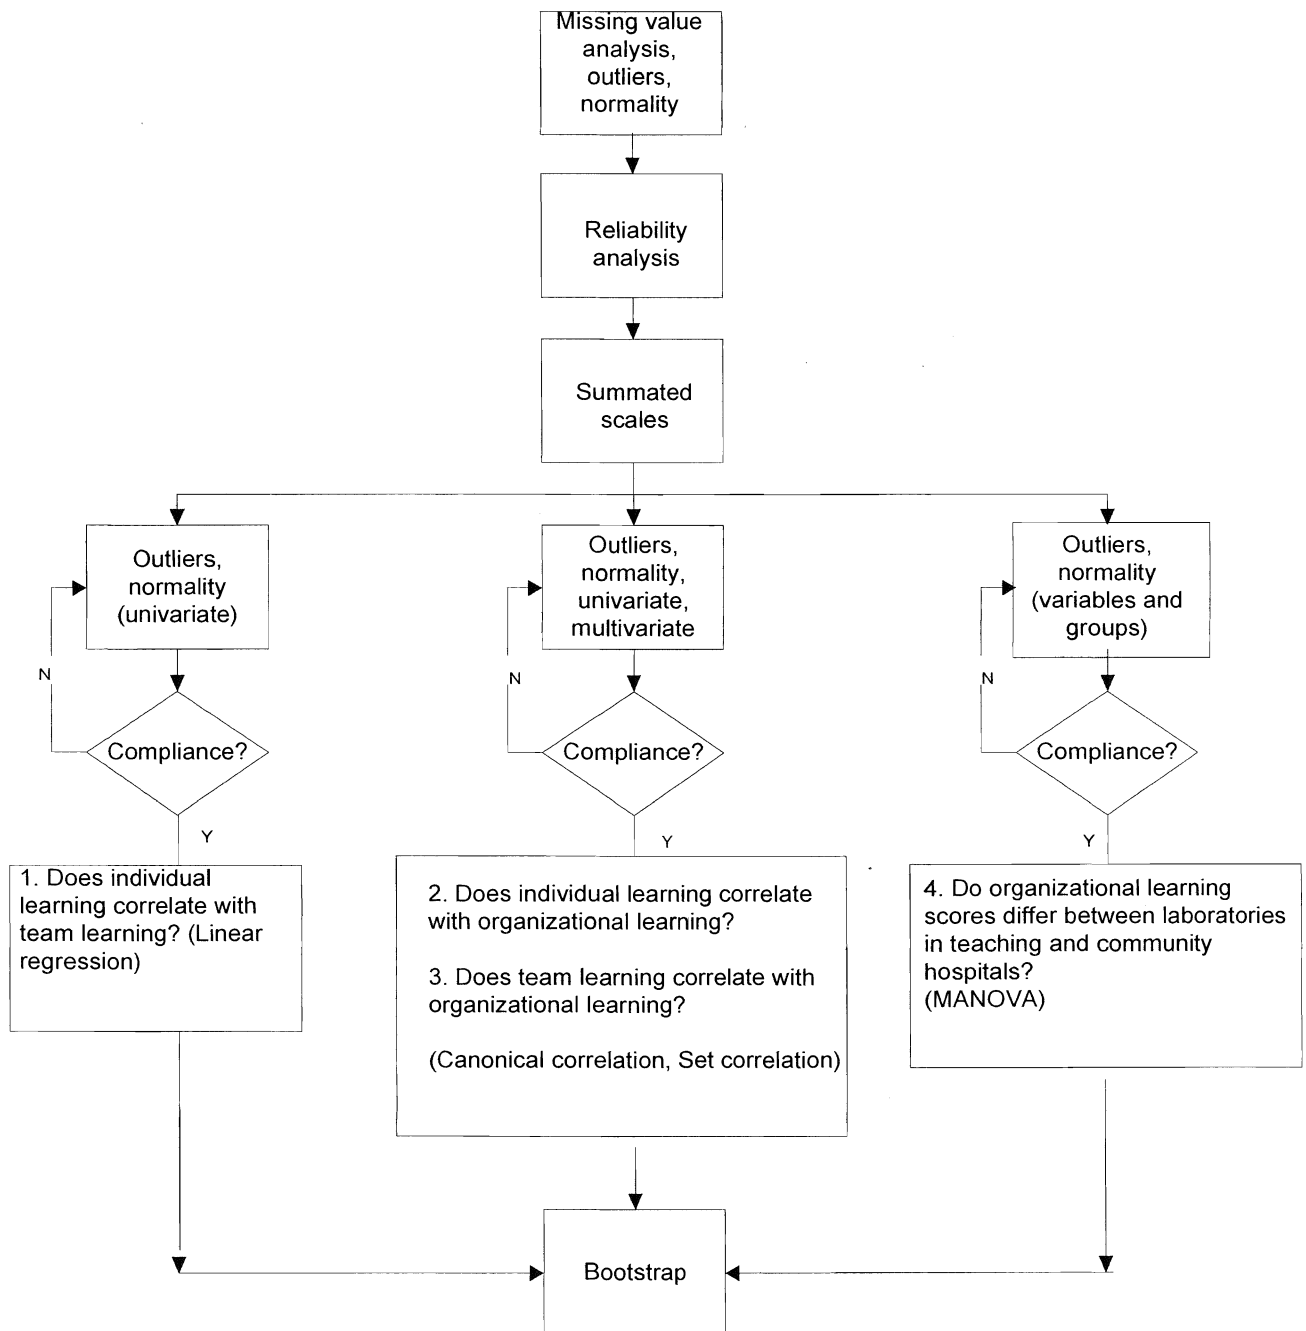 Missing value
analysis,
outliers,
normality
Reliability
analysis
Summated
scales
Outliers,
normality
(univariate)
N
Compliance?
Y
1. Does individual
learning correlate with
team learning? (Linear
regression)
Outliers,
normality,
univariate,
multivariate
N
Compliance?
Y
2. Does individual learning correlate
with organizational learning?
3. Does team learning correlate with
organizational learning?
(Canonical correlation, Set correlation)
Outliers,
normality
(variables and
groups)
N
Compliance?
Y
4. Do organizational learning
scores differ between laboratories
in teaching and community
hospitals?
(MANOVA)
Bootstrap